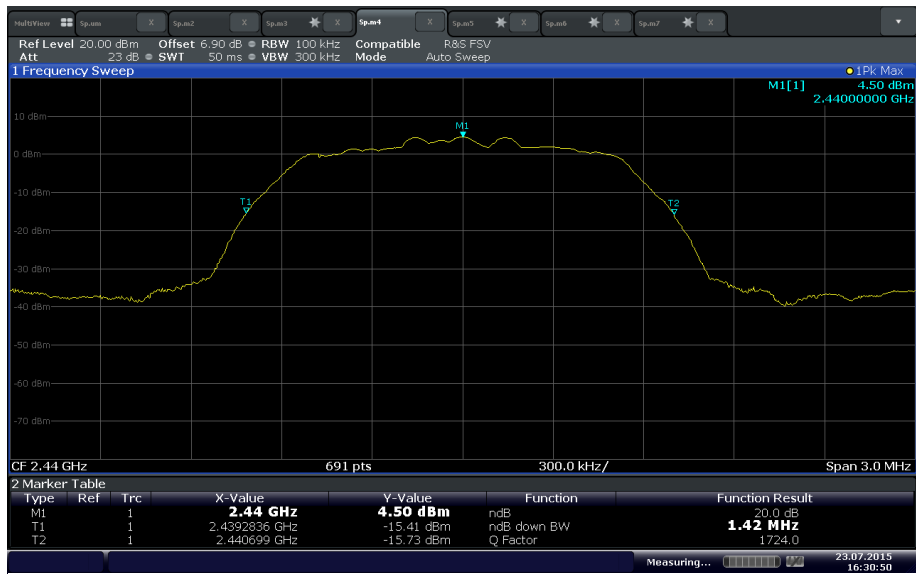 MultiView Sp.um X Sp.m2 X Sp.m3 X Sp.m4 X Sp.m5 X Sp.m6 X Sp.m7 X
Ref Level 20.00 dBm Offset 6.90 dB RBW 100 kHz Compatible R&S FSV
Att 23 dB SWT 50 ms VBW 300 kHz Mode Auto Sweep
1 Frequency Sweep 1Pk Max
M1[1] 4.50 dBm
2.44000000 GHz
10 dBm
M1
0 dBm
-10 dBm
T1 T2
-20 dBm
-30 dBm
-40 dBm
-50 dBm
-60 dBm
-70 dBm
CF 2.44 GHz 691 pts 300.0 kHz/ Span 3.0 MHz
2 Marker Table
Type Ref Trc X-Value Y-Value Function Function Result
M1 1 2.44 GHz 4.50 dBm ndB 20.0 dB
T1 1 2.4392836 GHz -15.41 dBm ndB down BW 1.42 MHz
T2 1 2.440699 GHz -15.73 dBm Q Factor 1724.0
Measuring... 23.07.2015
16:30:50